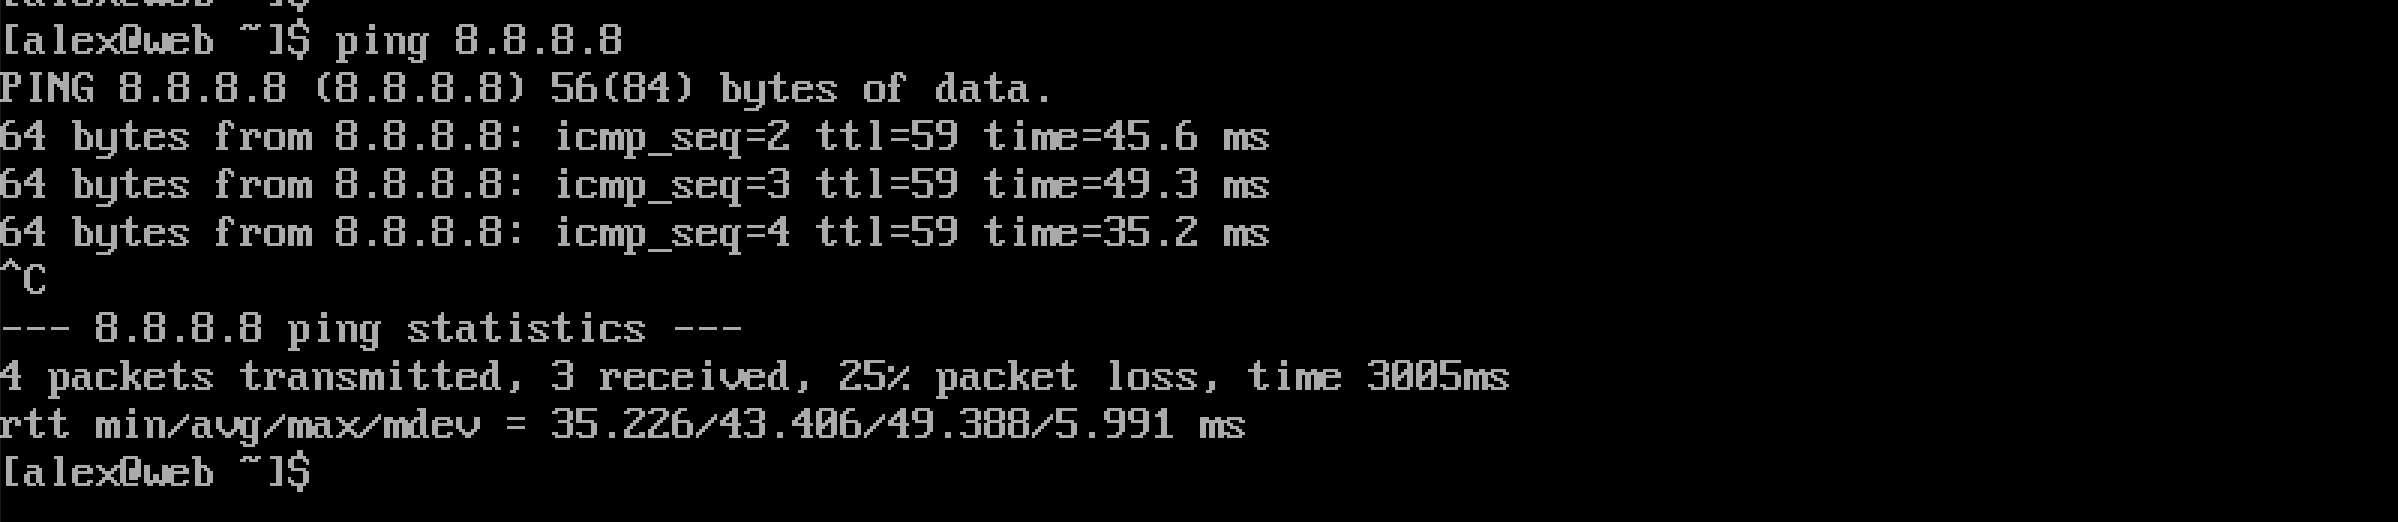 [alex@web ~]$
[alex@web ~]$ ping 8.8.8.8
PING 8.8.8.8 (8.8.8.8) 56(84) bytes of data.
64 bytes from 8.8.8.8: icmp_seq=2 ttl=59 time=45.6 ms
64 bytes from 8.8.8.8: icmp_seq=3 ttl=59 time=49.3 ms
64 bytes from 8.8.8.8: icmp_seq=4 ttl=59 time=35.2 ms
^C
--- 8.8.8.8 ping statistics ---
4 packets transmitted, 3 received, 25% packet loss, time 3005ms
rtt min/avg/max/mdev = 35.226/43.406/49.388/5.991 ms
[alex@web ~]$